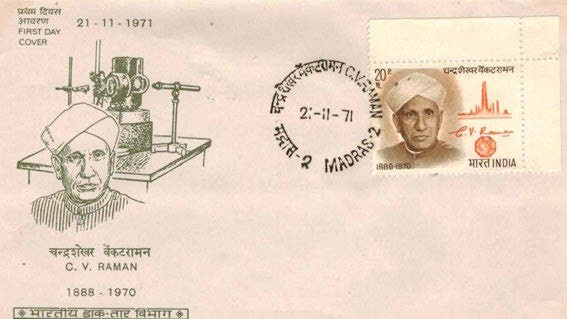 प्रथम दिवस
आवरण
FIRST DAY
COVER
21-11-1971
चन्द्रशेखर वेंकटरामन
C. V. RAMAN
1888 - 1970
भारतीय डाक-तार विभाग
चन्द्रशेखर वेंकटरामन C.V.RAMAN
21-11-71
मद्रास-2 MADRAS-2
20p
चन्द्रशेखर वेंकटरामन
C. V. Raman
1888-1970
भारत INDIA